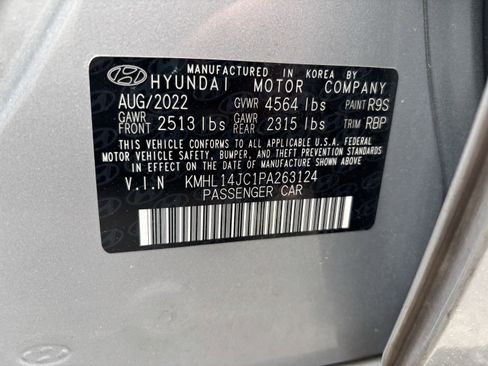 MANUFACTURED IN KOREA BY
HYUNDAI MOTOR COMPANY
AUG/2022 GVWR 4564 lbs PAINT R9S
GAWR FRONT 2513 lbs GAWR REAR 2315 lbs TRIM RBP
THIS VEHICLE CONFORMS TO ALL APPLICABLE U.S.A. FEDERAL
MOTOR VEHICLE SAFETY, BUMPER, AND THEFT PREVENTION STANDARDS
IN EFFECT ON THE DATE OF MANUFACTURE SHOWN ABOVE.
V.I.N KMHL14JC1PA263124
PASSENGER CAR